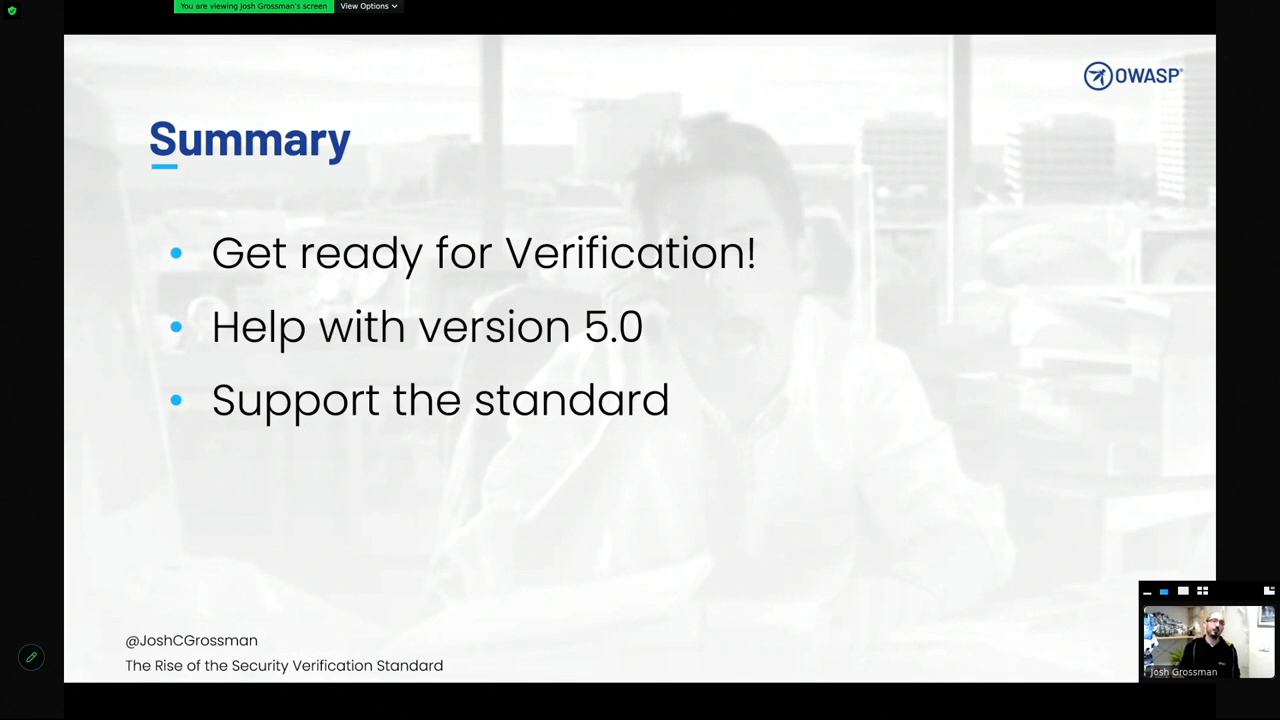 You are viewing Josh Grossman's screen View Options
OWASP
Summary
• Get ready for Verification!
• Help with version 5.0
• Support the standard
@JoshCGrossman
The Rise of the Security Verification Standard
Josh Grossman